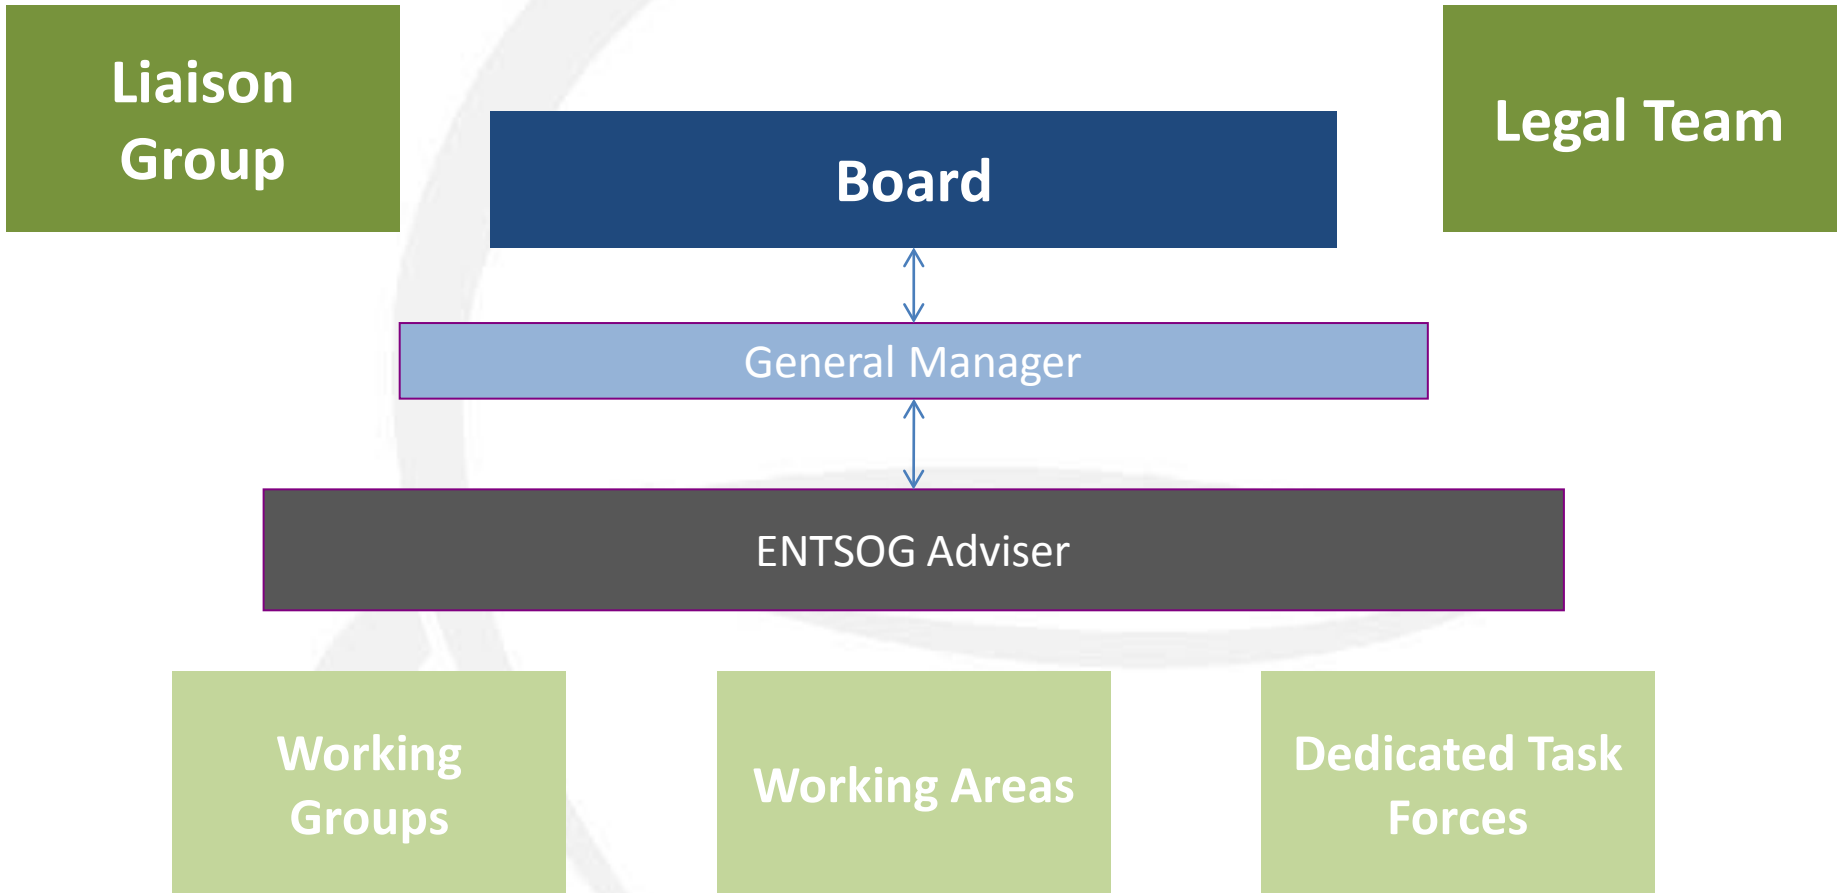 Liaison
Group
Legal Team
Board
General Manager
ENTSOG Adviser
Working
Groups
Working Areas
Dedicated Task
Forces